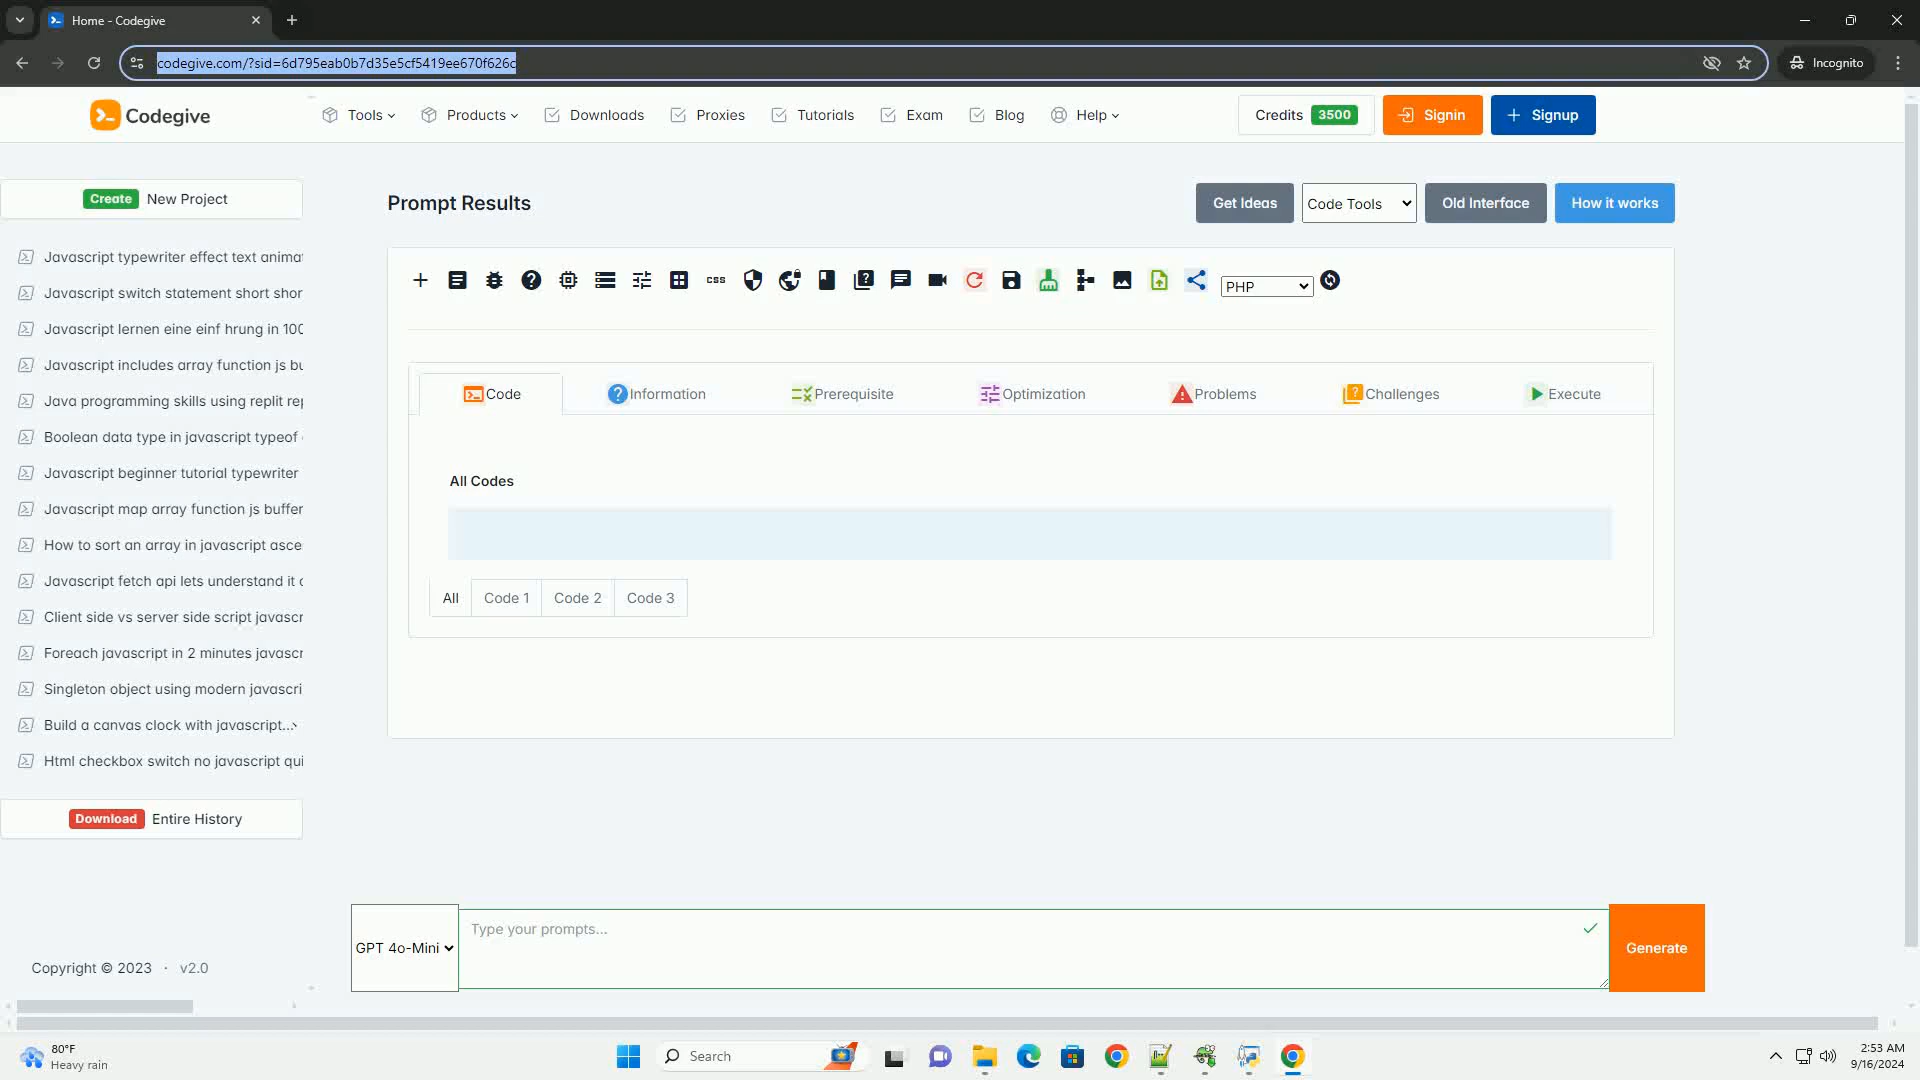 Home - Codegive
codegive.com/?sid=6d795eab0b7d35e5cf5419ee670f626c
Incognito
Codegive
Tools
Products
Downloads
Proxies
Tutorials
Exam
Blog
Help
Credits 3500
Signin
Signup
Create New Project
Javascript typewriter effect text anima
Javascript switch statement short shor
Javascript lernen eine einf hrung in 100
Javascript includes array function js bu
Java programming skills using replit rep
Boolean data type in javascript typeof
Javascript beginner tutorial typewriter
Javascript map array function js buffer
How to sort an array in javascript asce
Javascript fetch api lets understand it
Client side vs server side script javascr
Foreach javascript in 2 minutes javascr
Singleton object using modern javascri
Build a canvas clock with javascript...
Html checkbox switch no javascript qui
Download Entire History
Copyright © 2023 · v2.0
Prompt Results
Get Ideas
Code Tools
Old Interface
How it works
CSS
PHP
Code
Information
Prerequisite
Optimization
Problems
Challenges
Execute
All Codes
All
Code 1
Code 2
Code 3
GPT 4o-Mini
Type your prompts...
Generate
80°F
Heavy rain
Search
2:53 AM
9/16/2024